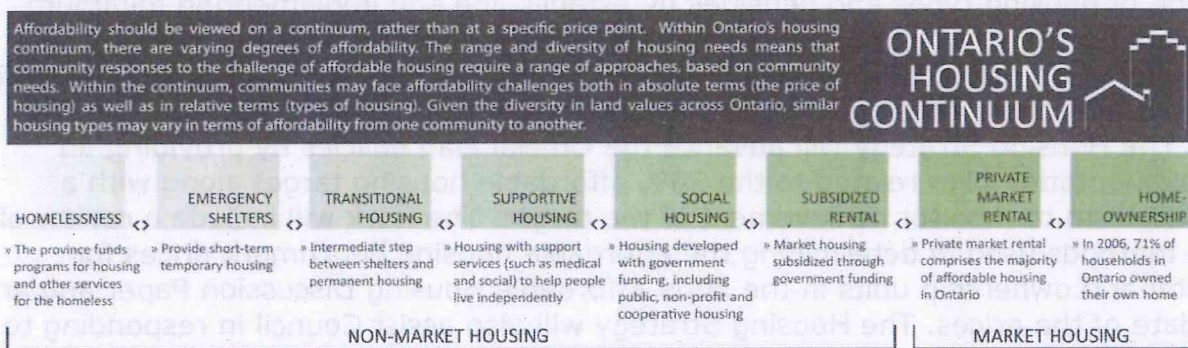 Affordability should be viewed on a continuum, rather than at a specific price point. Within Ontario's housing
continuum, there are varying degrees of affordability. The range and diversity of housing needs means that
community responses to the challenge of affordable housing require a range of approaches, based on community
needs. Within the continuum, communities may face affordability challenges both in absolute terms (the price of
housing) as well as in relative terms (types of housing). Given the diversity in land values across Ontario, similar
housing types may vary in terms of affordability from one community to another.
ONTARIO'S
HOUSING
CONTINUUM
HOMELESSNESS
» The province funds
programs for housing
and other services
for the homeless
<>
EMERGENCY
SHELTERS
» Provide short-term
temporary housing
<>
TRANSITIONAL
HOUSING
» Intermediate step
between shelters and
permanent housing
<>
SUPPORTIVE
HOUSING
» Housing with support
services (such as medical
and social) to help people
live independently
<>
SOCIAL
HOUSING
» Housing developed
with government
funding, including
public, non-profit and
cooperative housing
<>
SUBSIDIZED
RENTAL
» Market housing
subsidized through
government funding
<>
PRIVATE
MARKET
RENTAL
» Private market rental
comprises the majority
of affordable housing
in Ontario
<>
HOME-
OWNERSHIP
» In 2006, 71% of
households in
Ontario owned
their own home
NON-MARKET HOUSING
MARKET HOUSING